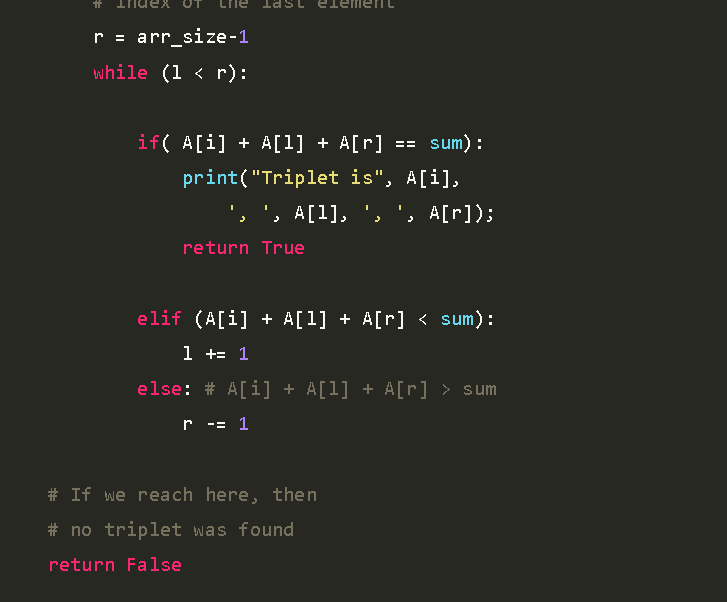 # Index of the last element
r = arr_size-1
while (l < r):
if( A[i] + A[l] + A[r] == sum):
print("Triplet is", A[i],
', ', A[l], ', ', A[r]);
return True
elif (A[i] + A[l] + A[r] < sum):
l += 1
else: # A[i] + A[l] + A[r] > sum
r -= 1
# If we reach here, then
# no triplet was found
return False